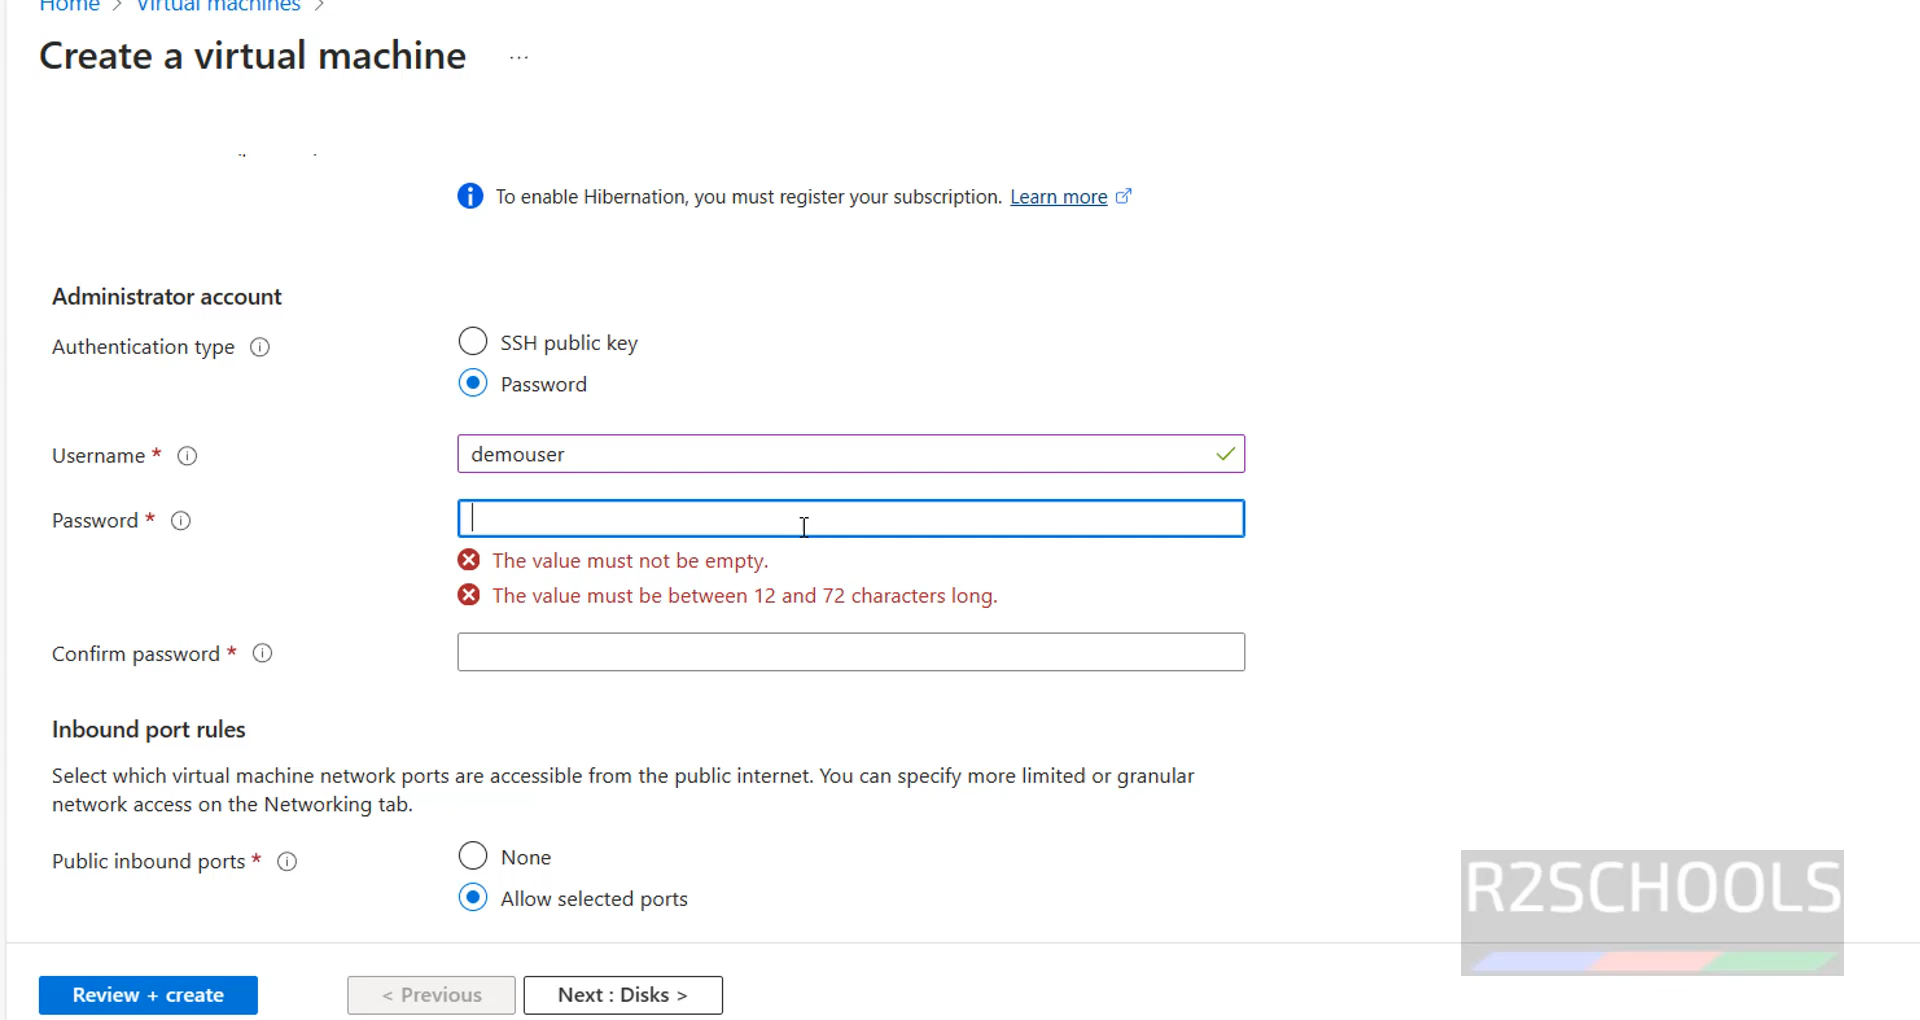 Home > Virtual machines >
Create a virtual machine ...
To enable Hibernation, you must register your subscription. Learn more
Administrator account
Authentication type
SSH public key
Password
Username *
demouser
Password *
The value must not be empty.
The value must be between 12 and 72 characters long.
Confirm password *
Inbound port rules
Select which virtual machine network ports are accessible from the public internet. You can specify more limited or granular
network access on the Networking tab.
Public inbound ports *
None
Allow selected ports
R2SCHOOLS
Review + create
< Previous
Next : Disks >